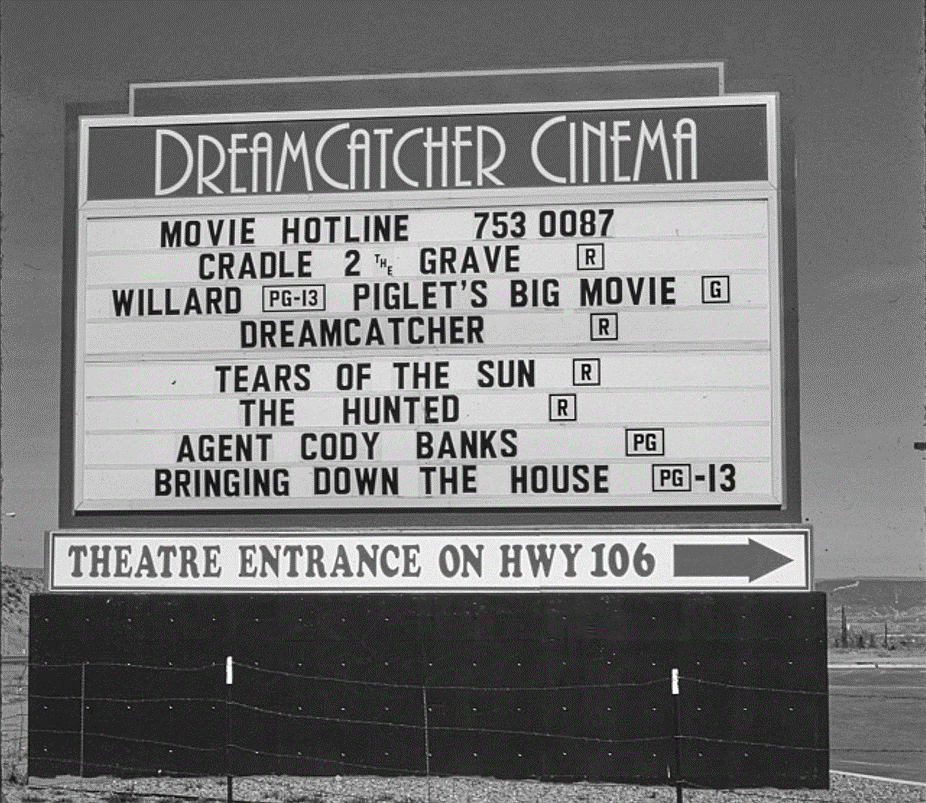 DREAMCATCHER CINEMA
MOVIE HOTLINE 753 0087
CRADLE 2 THE GRAVE R
WILLARD PG-13 PIGLET'S BIG MOVIE G
DREAMCATCHER R
TEARS OF THE SUN R
THE HUNTED R
AGENT CODY BANKS PG
BRINGING DOWN THE HOUSE PG-13
THEATRE ENTRANCE ON HWY 106